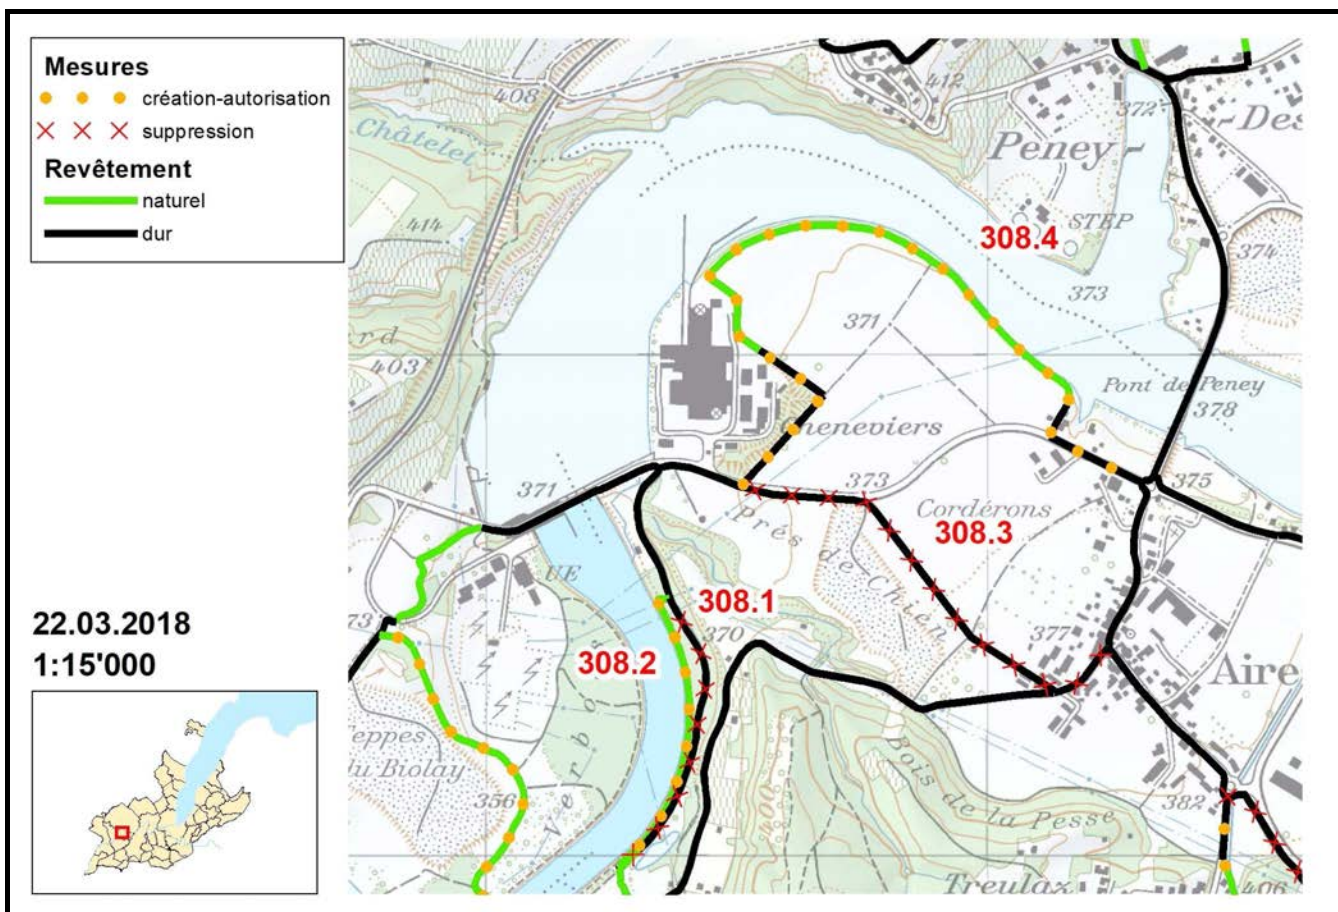 Mesures
création-autorisation
suppression
Revêtement
naturel
dur
22.03.2018
1:15'000
408
Châtelet
414
403
rd
412
372
Des
Peney-
STEP
308.4
373
374
371
Pont de Peney
378
Cheneviers
373
375
371
Cordérons
308.3
Prés de Chien
UE
308.1
370
377
308.2
Aire
73
eppes
du Biolay
Verbois
356
Bois de la Pesse
382
400
Treulaz
406